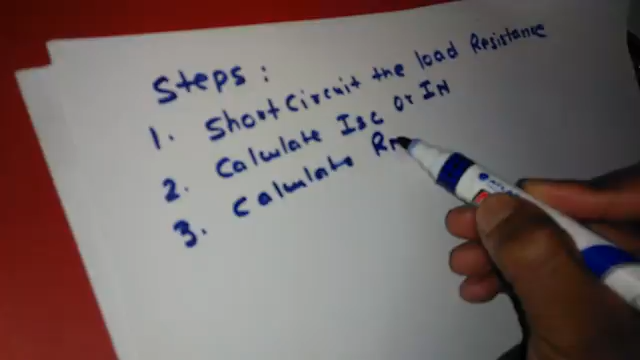 Steps:
1. Short Circuit the load Resistance
2. Calculate Isc Or IN
3. Calculate R